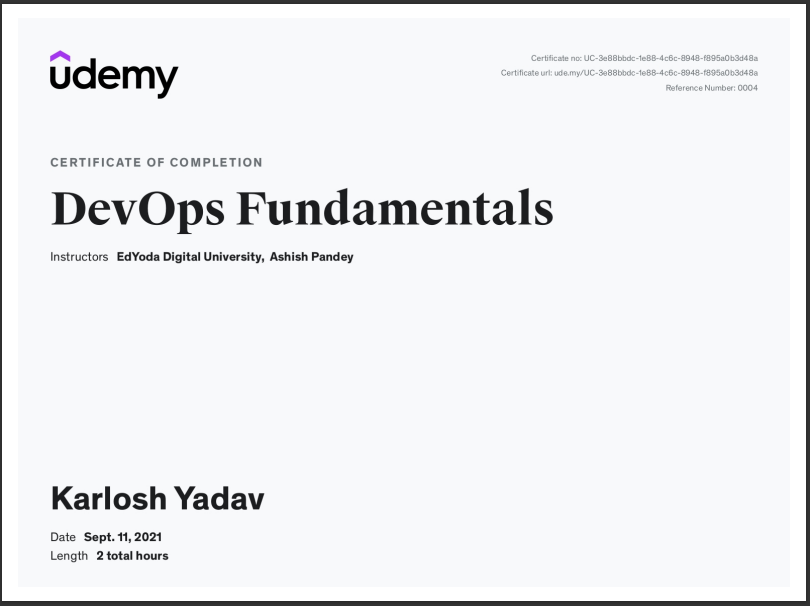 udemy
Certificate no: UC-3e88bbdc-1e88-4c6c-8948-f895a0b3d48a
Certificate url: ude.my/UC-3e88bbdc-1e88-4c6c-8948-f895a0b3d48a
Reference Number: 0004
CERTIFICATE OF COMPLETION
DevOps Fundamentals
Instructors EdYoda Digital University, Ashish Pandey
Karlosh Yadav
Date Sept. 11, 2021
Length 2 total hours